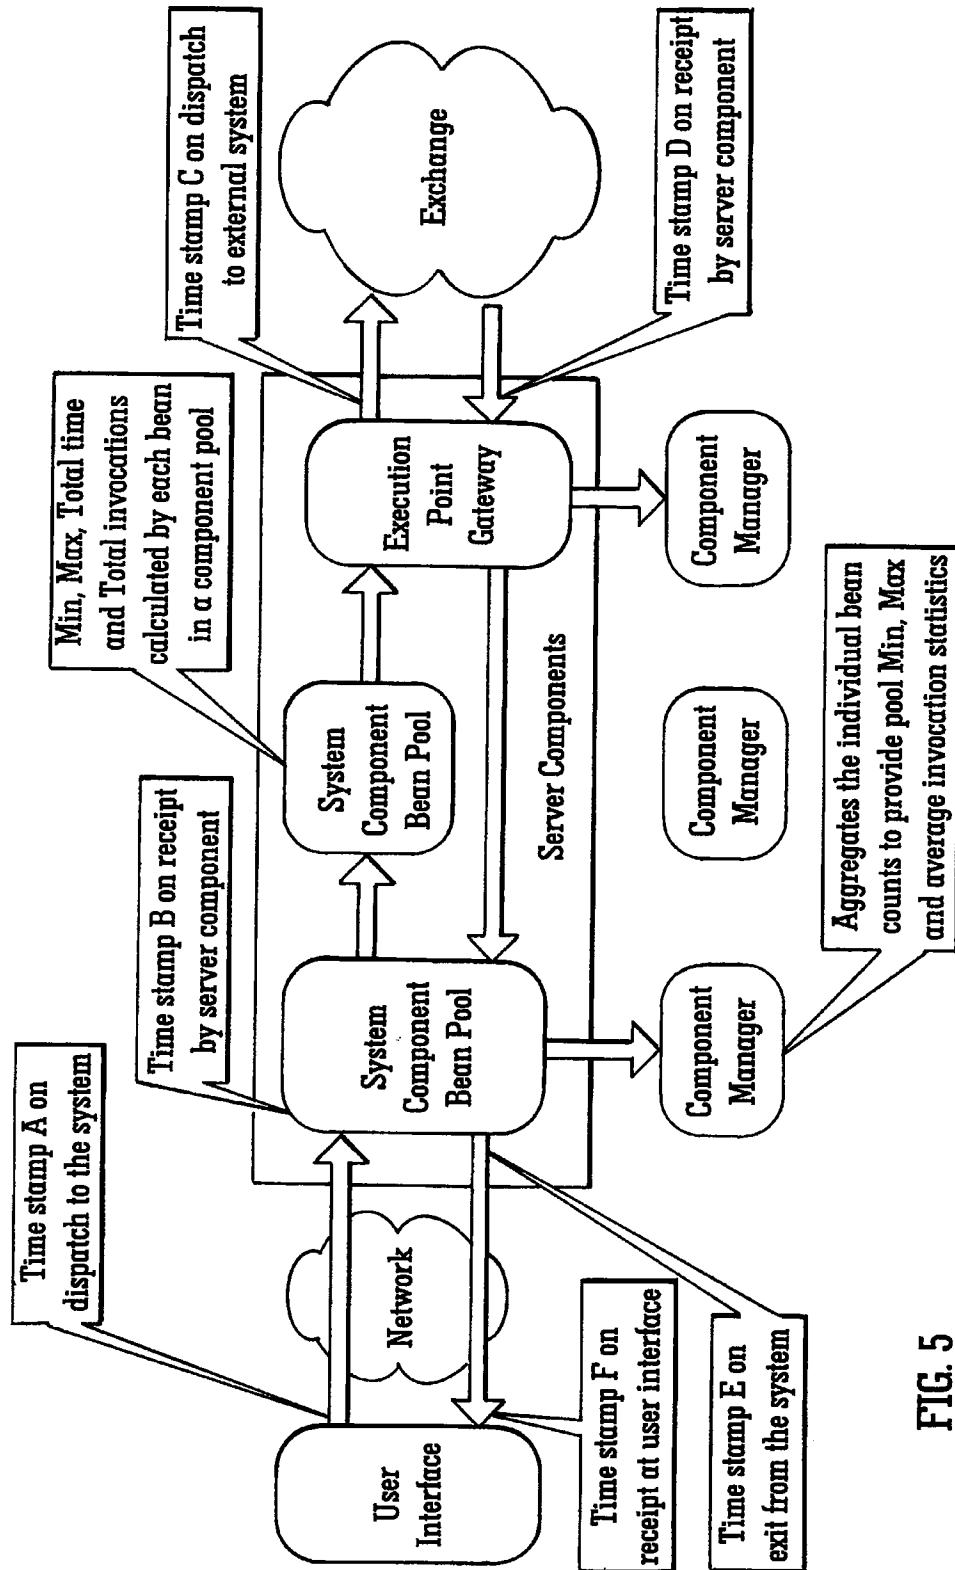 Time stamp A on
dispatch to the system
Time stamp B on receipt
by server component
Min, Max, Total time
and Total invocations
calculated by each bean
in a component pool
Time stamp C on dispatch
to external system
User
Interface
Network
System
Component
Bean Pool
System
Component
Bean Pool
Execution
Point
Gateway
Exchange
Server Components
Time stamp F on
receipt at user interface
Time stamp E on
exit from the system
Component
Manager
Component
Manager
Component
Manager
Time stamp D on receipt
by server component
Aggregates the individual bean
counts to provide pool Min, Max
and average invocation statistics
FIG. 5